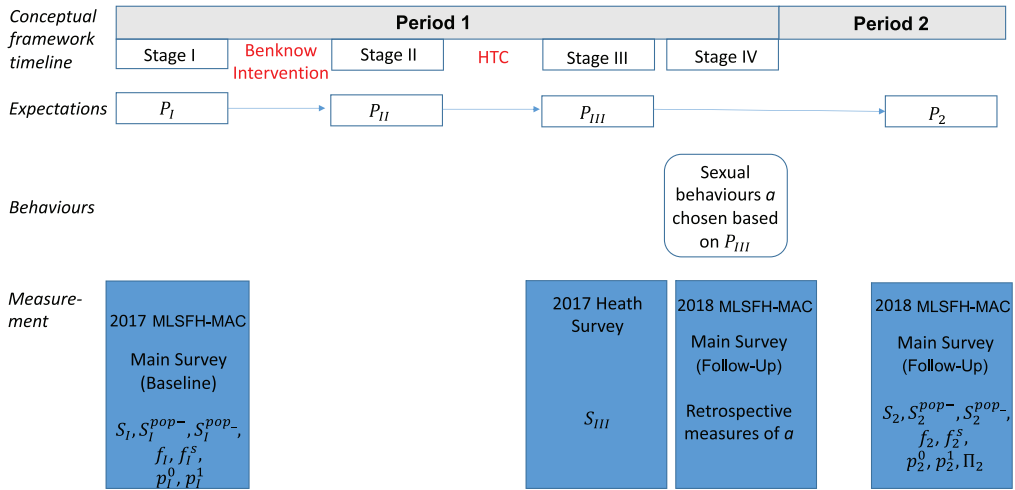 Conceptual framework timeline
Period 1
Period 2
Stage I
Benknow
Intervention
Stage II
HTC
Stage III
Stage IV
Expectations
P_I
P_II
P_III
P_2
Behaviours
Sexual
behaviours a
chosen based
on P_III
Measure-
ment
2017 MLSFH-MAC
Main Survey
(Baseline)
S_I, S_I^{pop−}, S_I^{pop–},
f_I, f_I^s,
p_I^0, p_I^1
2017 Heath
Survey
S_III
2018 MLSFH-MAC
Main Survey
(Follow-Up)
Retrospective
measures of a
2018 MLSFH-MAC
Main Survey
(Follow-Up)
S_2, S_2^{pop−}, S_2^{pop–},
f_2, f_2^s,
p_2^0, p_2^1, Π_2